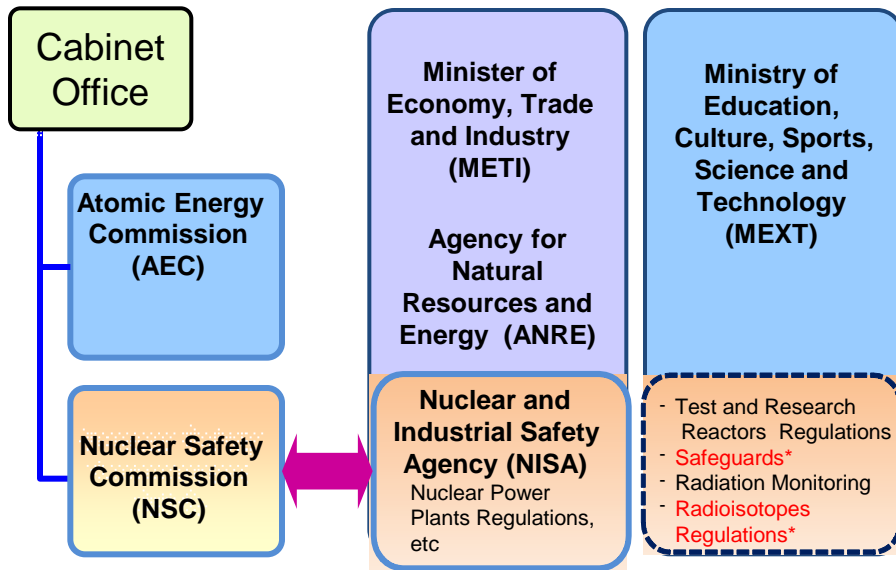 Cabinet
Office
Atomic Energy
Commission
(AEC)
Nuclear Safety
Commission
(NSC)
Minister of
Economy, Trade
and Industry
(METI)
Agency for
Natural
Resources and
Energy (ANRE)
Nuclear and
Industrial Safety
Agency (NISA)
Nuclear Power
Plants Regulations,
etc
Ministry of
Education,
Culture, Sports,
Science and
Technology
(MEXT)
- Test and Research
Reactors Regulations
- Safeguards*
- Radiation Monitoring
- Radioisotopes
Regulations*